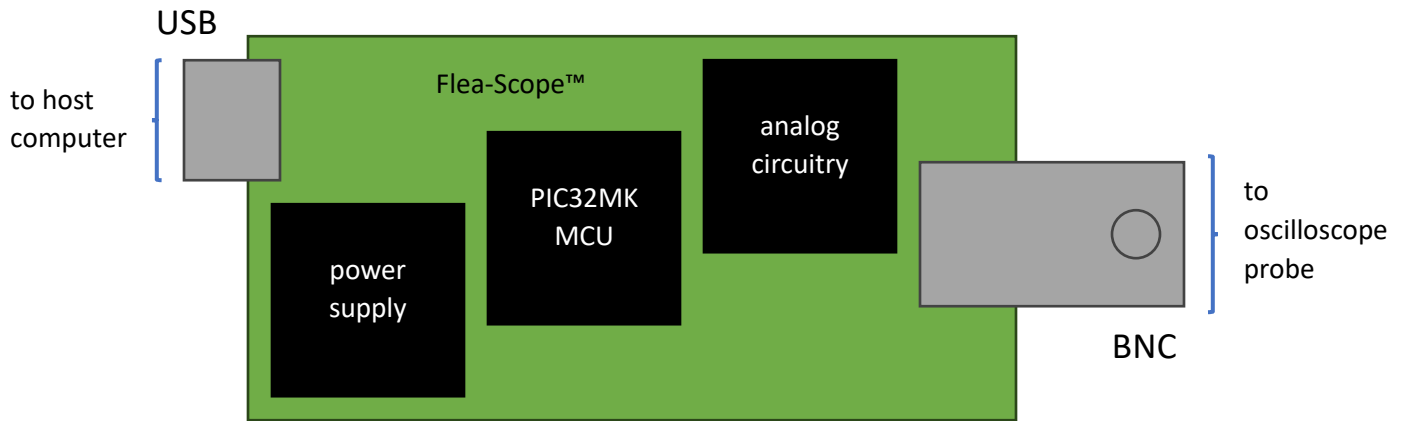 USB
to host
computer
Flea-Scope™
power
supply
PIC32MK
MCU
analog
circuitry
to
oscilloscope
probe
BNC